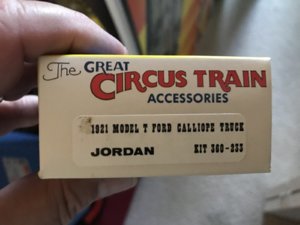 The GREAT
CIRCUS TRAIN
ACCESSORIES
1921 MODEL T FORD CALLIOPE TRUCK
JORDAN KIT 360-233